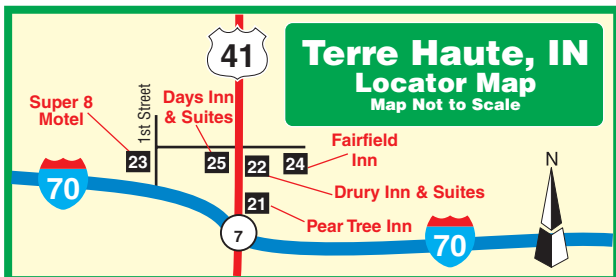 41
Terre Haute, IN
Locator Map
Map Not to Scale
Super 8
Motel
1st Street
Days Inn
& Suites
Fairfield
Inn
23
25
22
24
N
70
Drury Inn & Suites
21
Pear Tree Inn
7
70